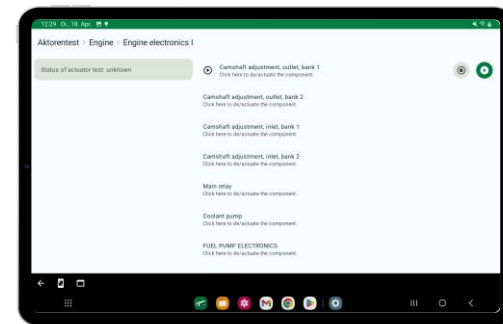 12:29 Di., 18. Apr.
Aktorentest > Engine > Engine electronics I
Status of actuator test: unknown
Camshaft adjustment, outlet, bank 1
Click here to de/actuate the component.
Camshaft adjustment, outlet, bank 2
Click here to de/actuate the component.
Camshaft adjustment, inlet, bank 1
Click here to de/actuate the component.
Camshaft adjustment, inlet, bank 2
Click here to de/actuate the component.
Main relay
Click here to de/actuate the component.
Coolant pump
Click here to de/actuate the component.
FUEL PUMP ELECTRONICS
Click here to de/actuate the component.